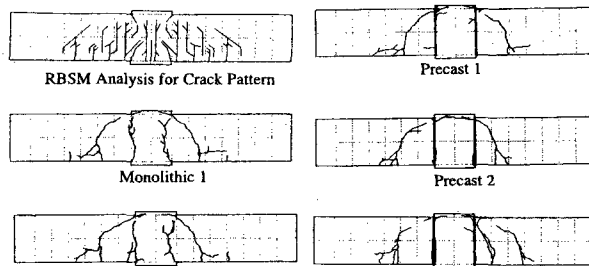 RBSM Analysis for Crack Pattern
Precast 1
Monolithic 1
Precast 2